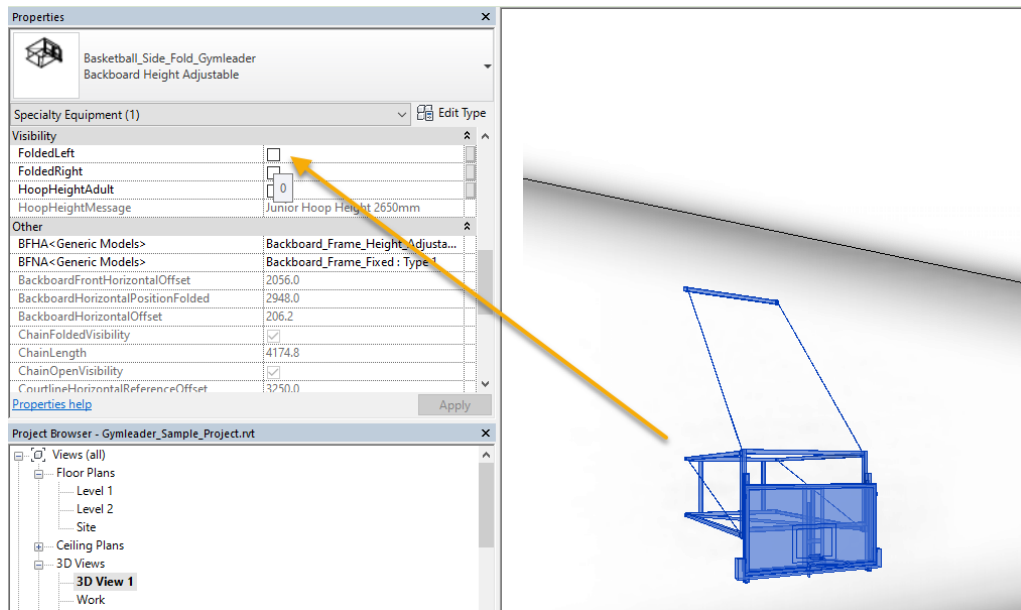 Properties
Basketball_Side_Fold_Gymleader
Backboard Height Adjustable
Specialty Equipment (1)
Edit Type
Visibility
FoldedLeft
FoldedRight
HoopHeightAdult
0
HoopHeightMessage Junior Hoop Height 2650mm
Other
BFHA<Generic Models> Backboard_Frame_Height_Adjusta...
BFNA<Generic Models> Backboard_Frame_Fixed : Type 1
BackboardFrontHorizontalOffset 2056.0
BackboardHorizontalPositionFolded 2948.0
BackboardHorizontalOffset 206.2
ChainFoldedVisibility
ChainLength 4174.8
ChainOpenVisibility
CourtlineHorizontalReferenceOffset 3250.0
Properties help
Apply
Project Browser - Gymleader_Sample_Project.rvt
Views (all)
Floor Plans
Level 1
Level 2
Site
Ceiling Plans
3D Views
3D View 1
Work